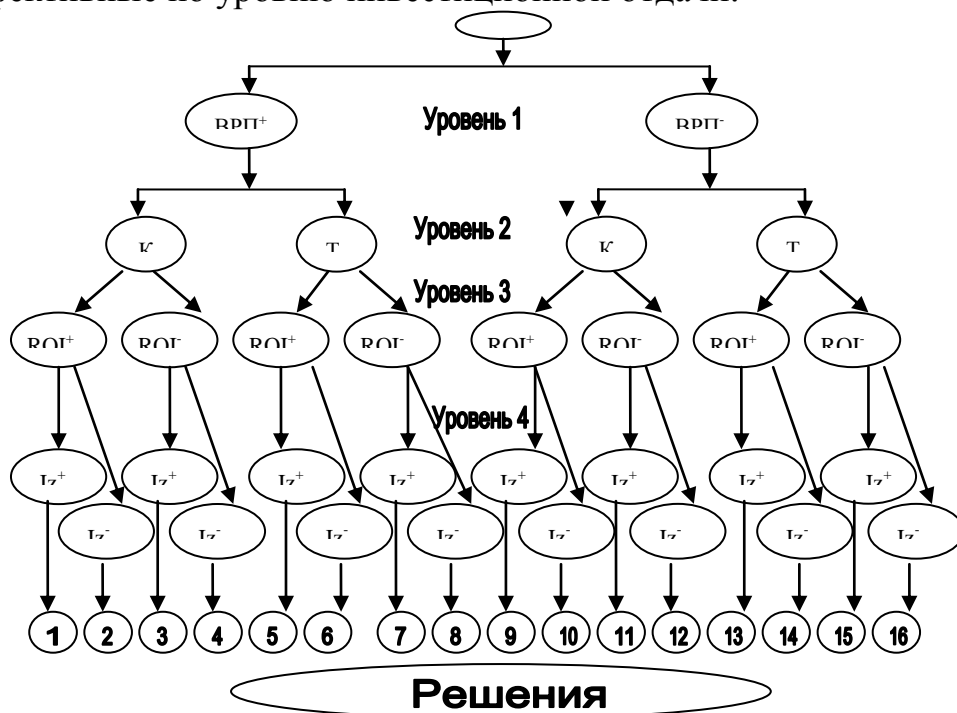 по уровню инвестиционной отдачи.
ВРП+ Уровень 1 ВРП-
К Т Уровень 2 К Т
Уровень 3
ROI+ ROI- ROI+ ROI- ROI+ ROI- ROI+ ROI-
Уровень 4
Iz+ Iz+ Iz+ Iz+ Iz+ Iz+ Iz+ Iz+
Iz- Iz- Iz- Iz- Iz- Iz- Iz- Iz-
1 2 3 4 5 6 7 8 9 10 11 12 13 14 15 16
Решения